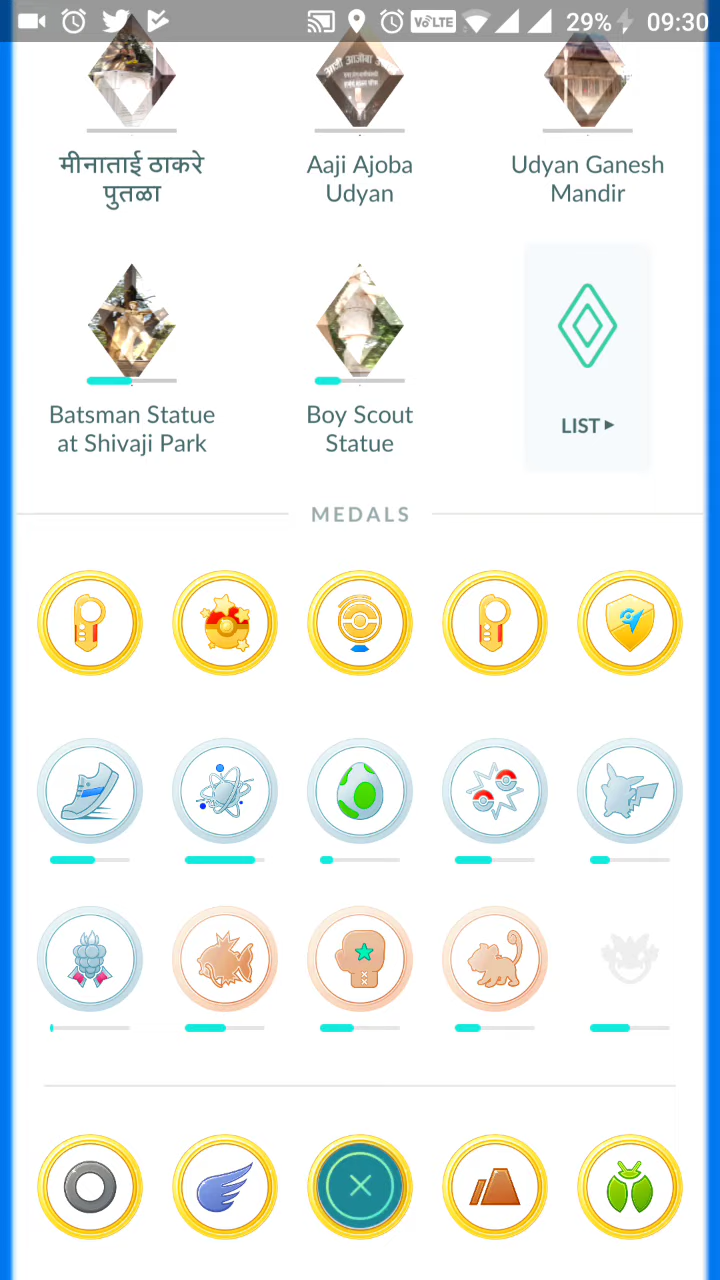 VoLTE 29% 09:30
मीनाताई ठाकरे
पुतळा
Aaji Ajoba
Udyan
Udyan Ganesh
Mandir
Batsman Statue
at Shivaji Park
Boy Scout
Statue
LIST
MEDALS